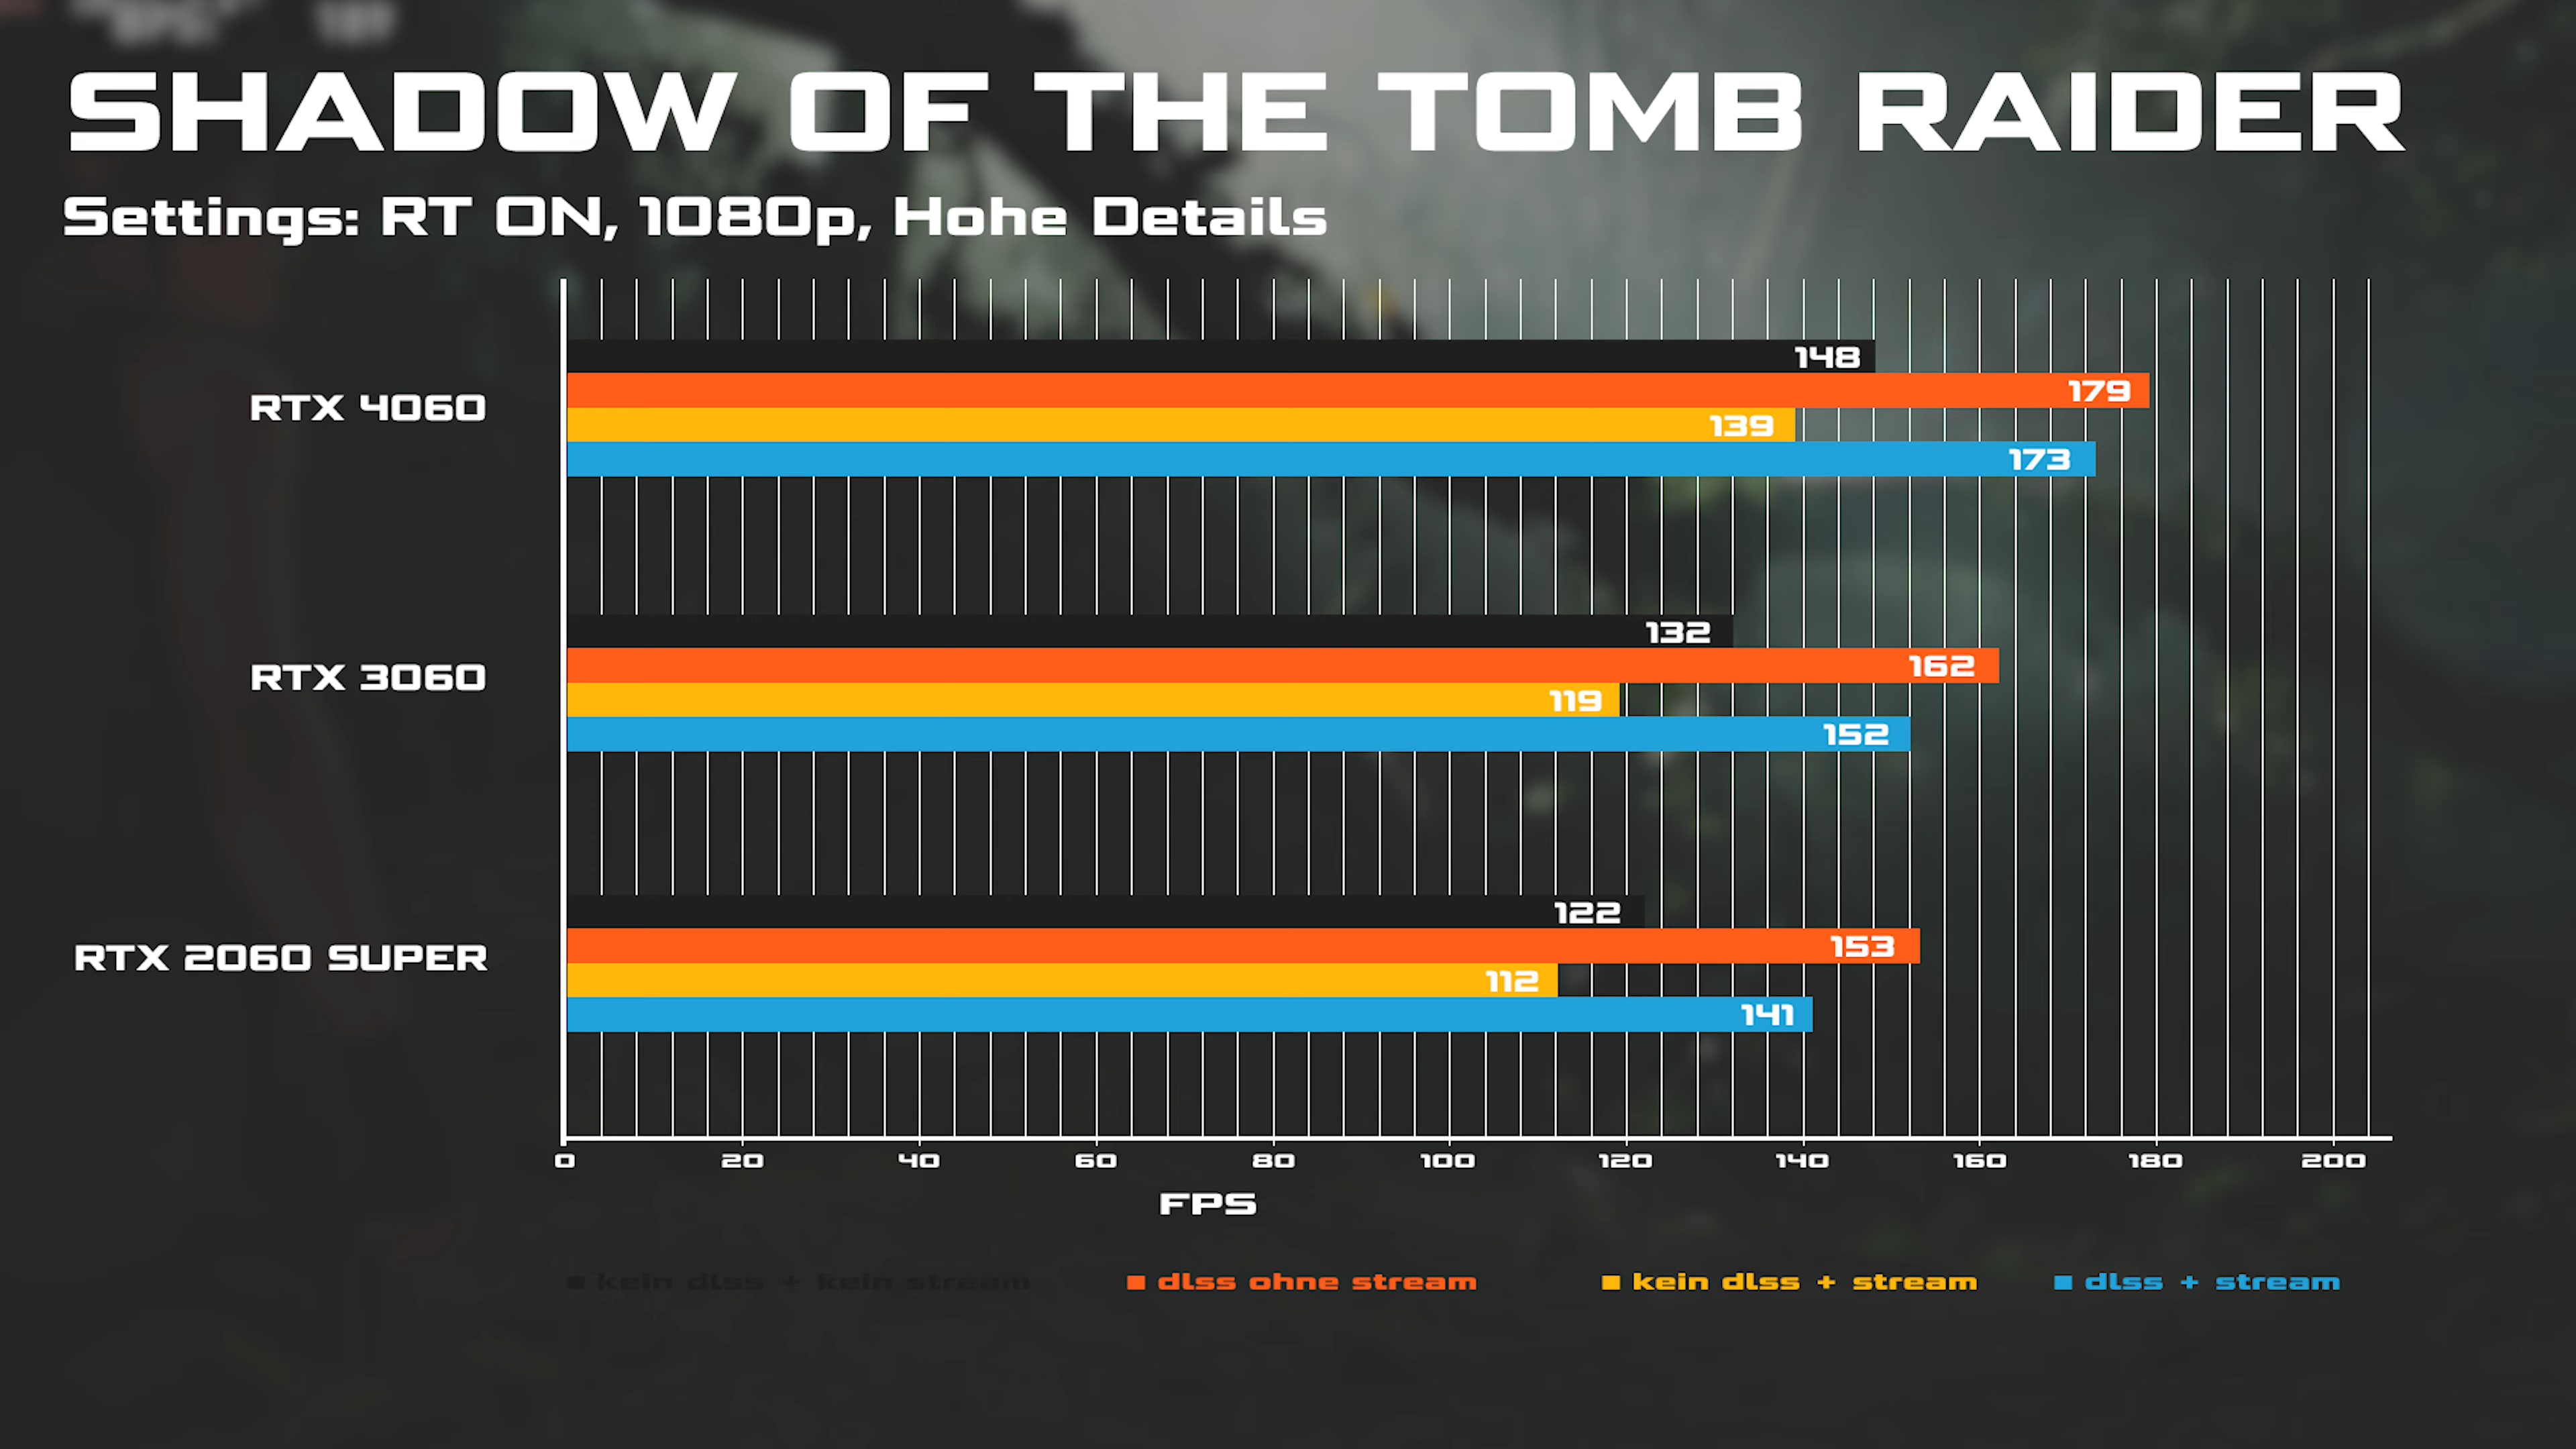 SHADOW OF THE TOMB RAIDER
Settings: RT ON, 1080p, Hohe Details
148
RTX 4060
179
139
173
132
RTX 3060
162
119
152
122
RTX 2060 SUPER
153
112
141
0 20 40 60 80 100 120 140 160 180 200
FPS
kein dlss + kein stream dlss ohne stream kein dlss + stream dlss + stream